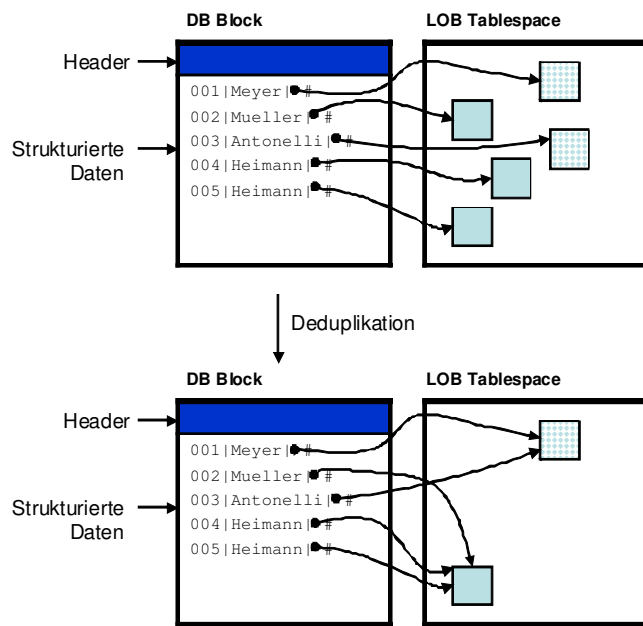 DB Block
LOB Tablespace
Header
001|Meyer| #
002|Mueller| #
003|Antonelli| #
Strukturierte
Daten
004|Heimann| #
005|Heimann| #
Deduplikation
DB Block
LOB Tablespace
Header
001|Meyer| #
002|Mueller| #
003|Antonelli| #
Strukturierte
Daten
004|Heimann| #
005|Heimann| #